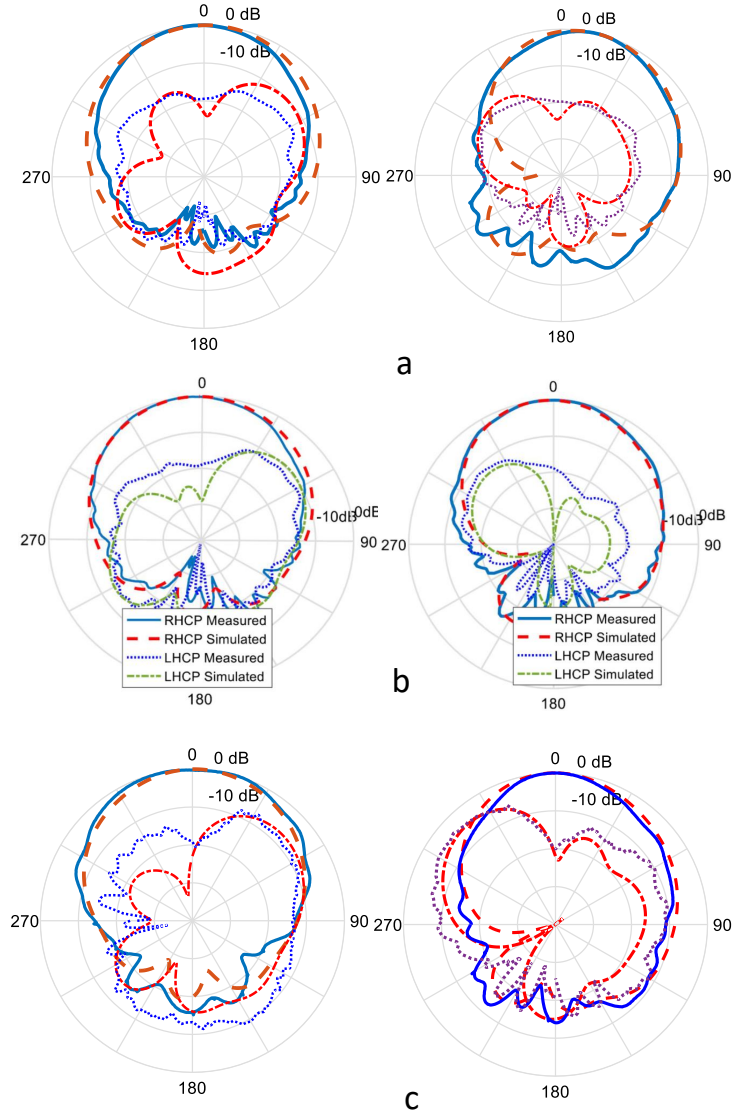 0 0 dB
-10 dB
270
90
180
0 0 dB
-10 dB
270
90
180
a
0
-10dB 0dB
270
90
RHCP Measured
RHCP Simulated
LHCP Measured
LHCP Simulated
180
0
-10dB 0dB
270
90
RHCP Measured
RHCP Simulated
LHCP Measured
LHCP Simulated
180
b
0 0 dB
-10 dB
270
90
180
0 0 dB
-10 dB
270
90
180
c